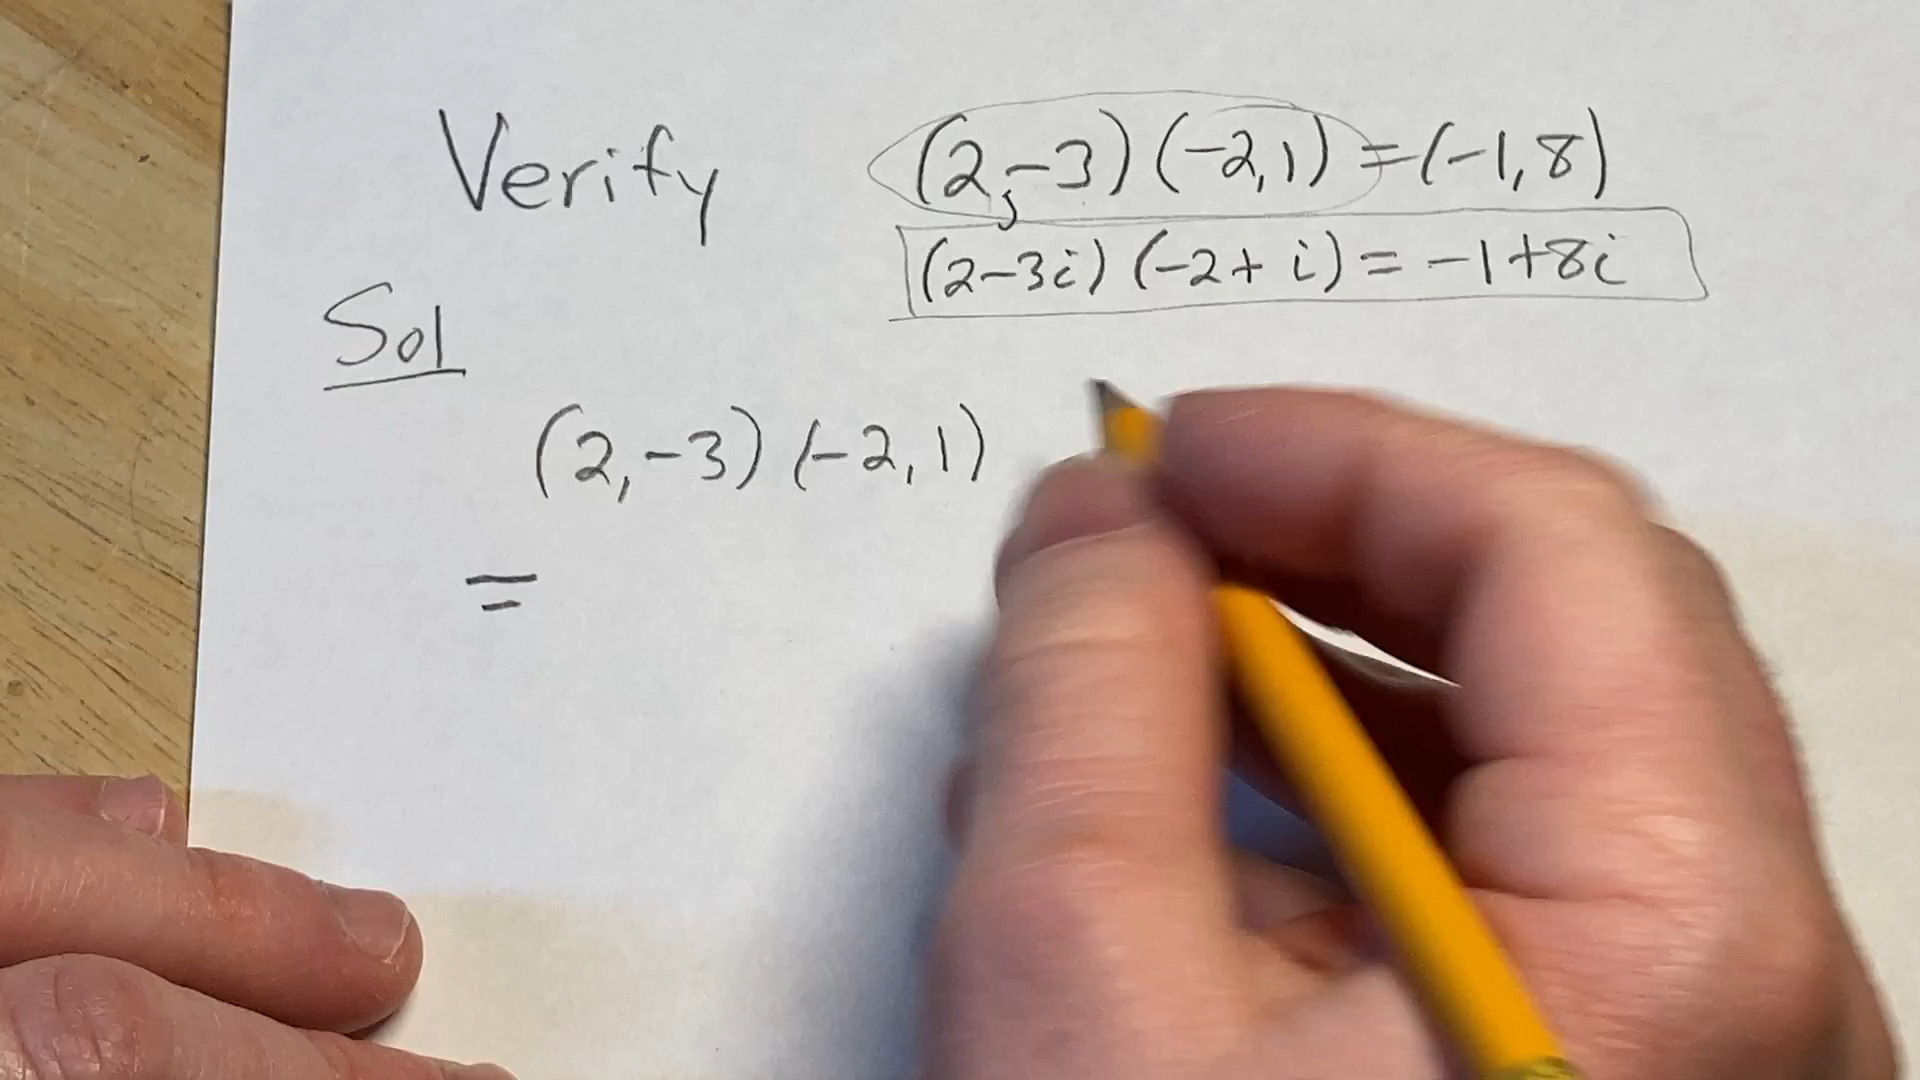 Verify (2,-3)(-2,1)=(-1,8)
(2-3i)(-2+i)=-1+8i
Sol
(2,-3)(-2,1)
=